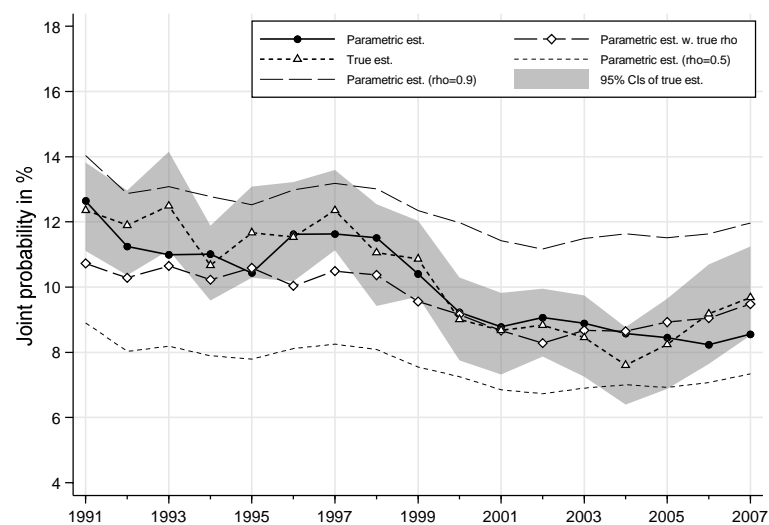 18
16
14
12
10
8
6
4
Joint probability in %
Parametric est.
Parametric est. w. true rho
True est.
Parametric est. (rho=0.5)
Parametric est. (rho=0.9)
95% CIs of true est.
1991 1993 1995 1997 1999 2001 2003 2005 2007